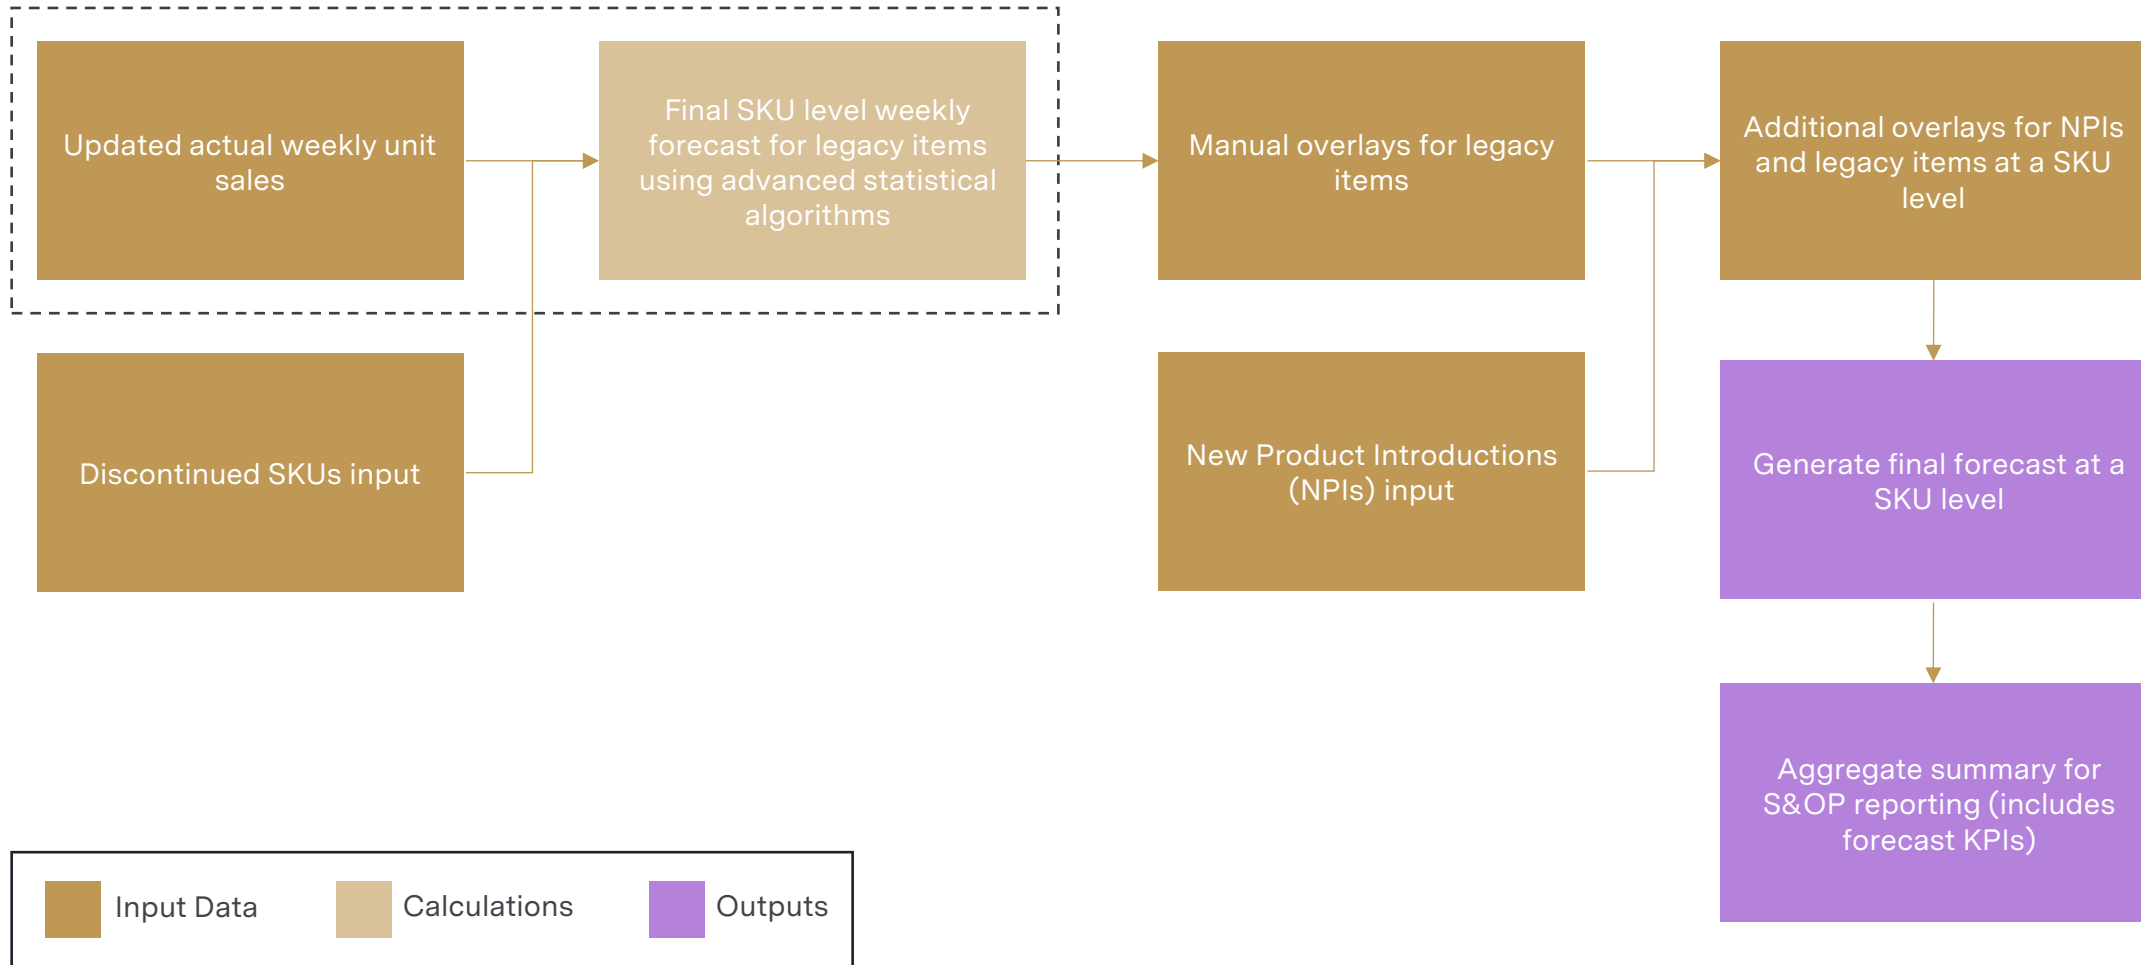 Updated actual weekly unit
sales
Final SKU level weekly
forecast for legacy items
using advanced statistical
algorithms
Manual overlays for legacy
items
Additional overlays for NPIs
and legacy items at a SKU
level
Discontinued SKUs input
New Product Introductions
(NPIs) input
Generate final forecast at a
SKU level
Aggregate summary for
S&OP reporting (includes
forecast KPIs)
Input Data
Calculations
Outputs